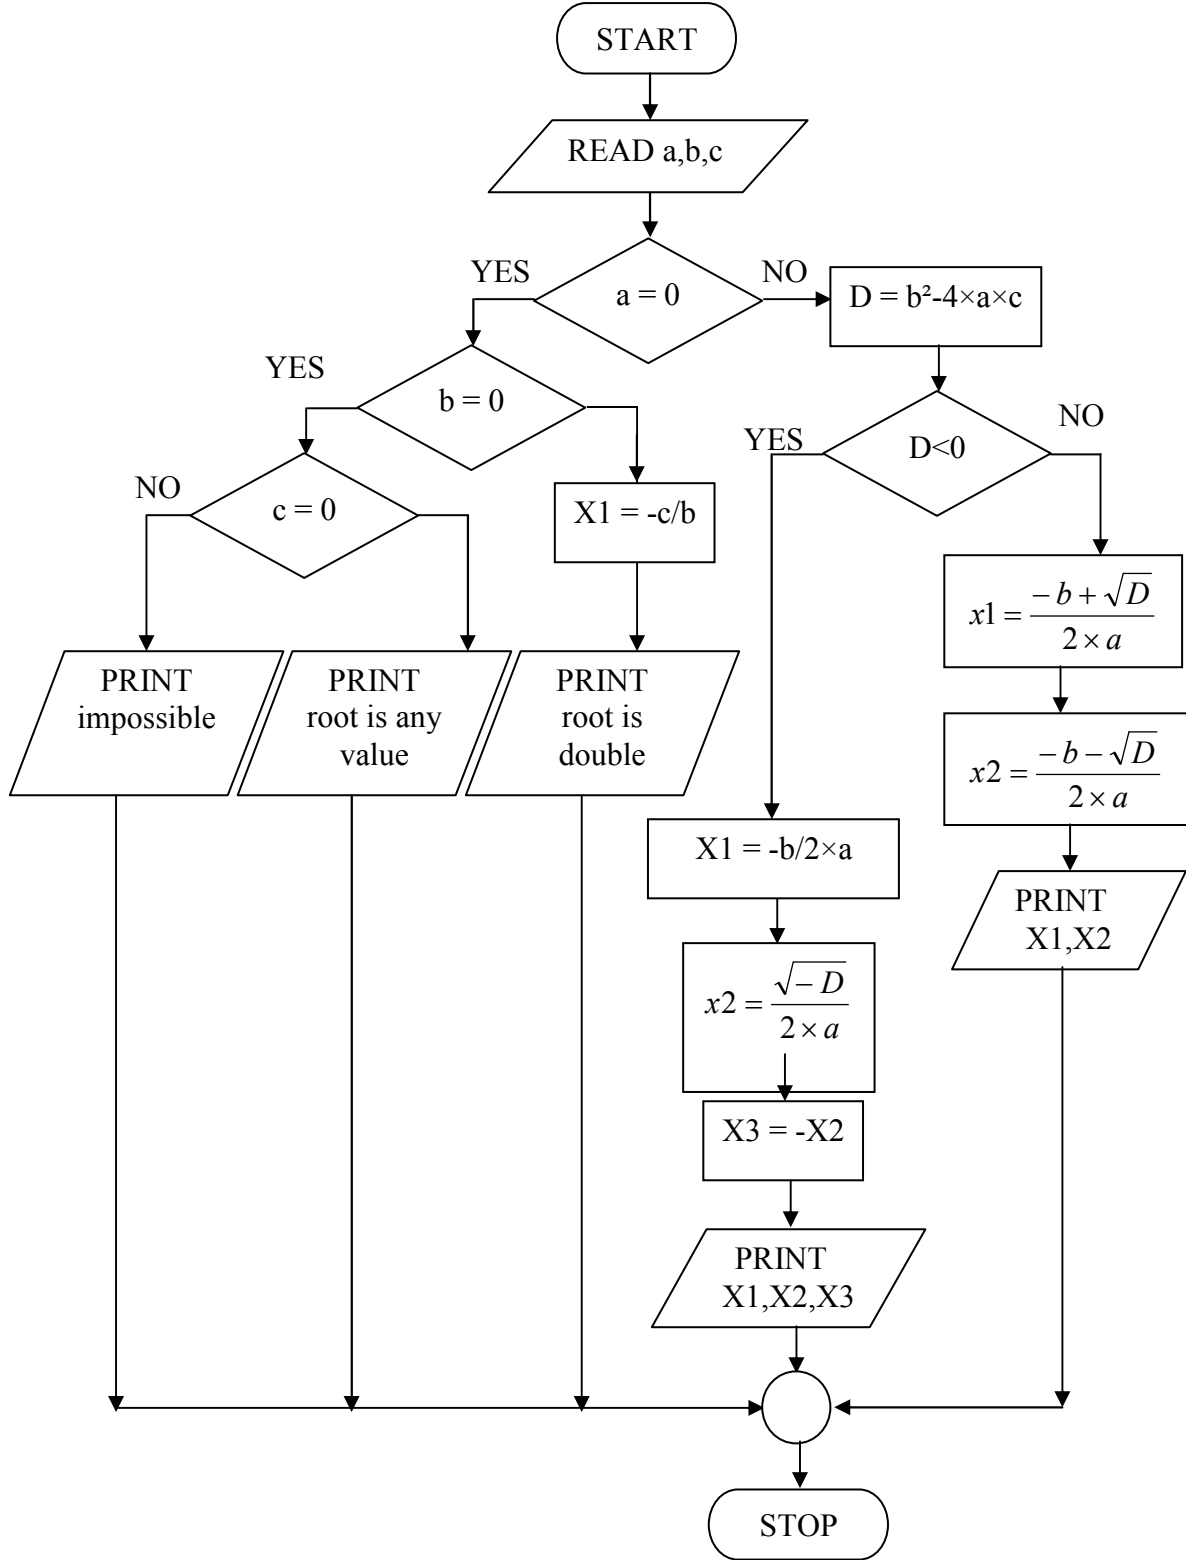 START
READ a,b,c
YES
a = 0
NO
D = b²-4×a×c
YES
b = 0
YES
D<0
NO
NO
c = 0
X1 = -c/b
x1 = (-b + √D) / (2 × a)
PRINT
impossible
PRINT
root is any
value
PRINT
root is
double
x2 = (-b - √D) / (2 × a)
X1 = -b/2×a
PRINT
X1,X2
x2 = √(-D) / (2 × a)
X3 = -X2
PRINT
X1,X2,X3
STOP